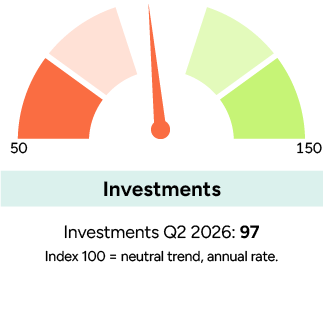 50 150
Investments
Investments Q2 2026: 97
Index 100 = neutral trend, annual rate.